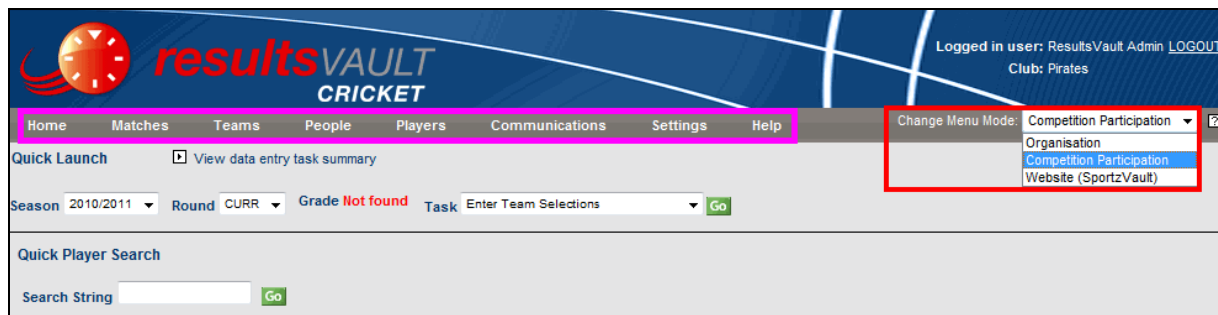 Logged in user: ResultsVault Admin LOGOUT
Club: Pirates
resultsVAULT
CRICKET
Home Matches Teams People Players Communications Settings Help
Change Menu Mode: Competition Participation ?
Organisation
Competition Participation
Website (SportzVault)
Quick Launch View data entry task summary
Season 2010/2011 Round CURR Grade Not found Task Enter Team Selections Go
Quick Player Search
Search String Go